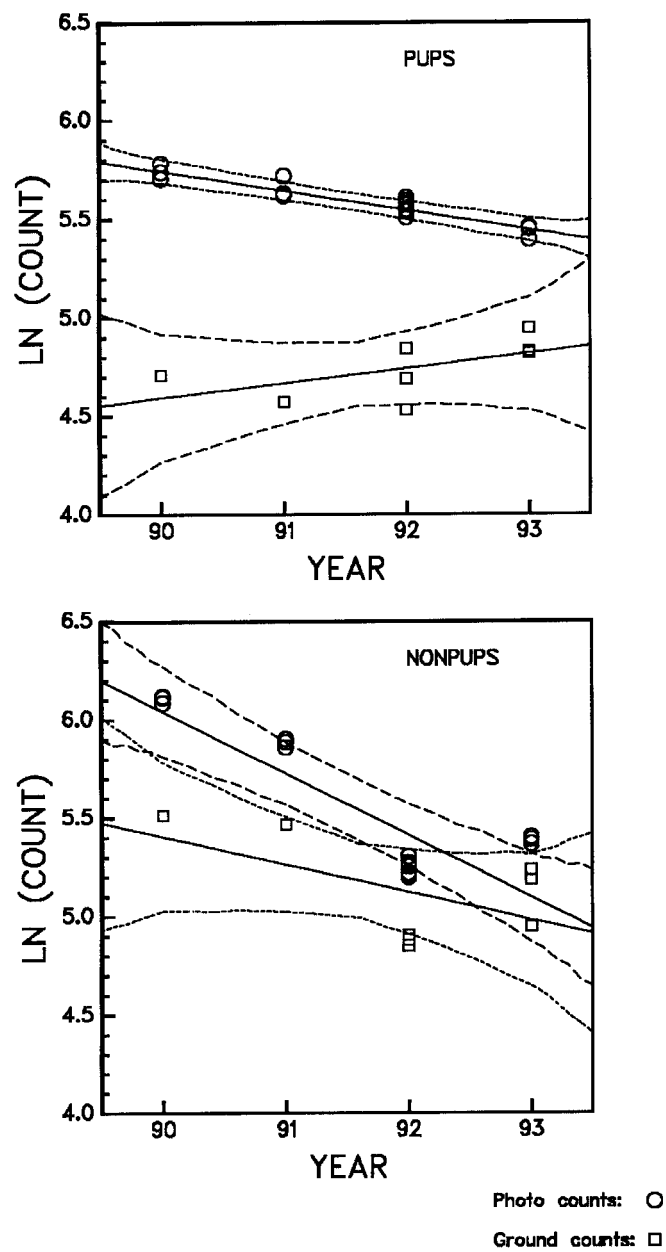 6.5
PUPS
6.0
5.5
5.0
4.5
4.0
LN (COUNT)
90 91 92 93
YEAR
6.5
NONPUPS
6.0
5.5
5.0
4.5
4.0
LN (COUNT)
90 91 92 93
YEAR
Photo counts:
Ground counts: